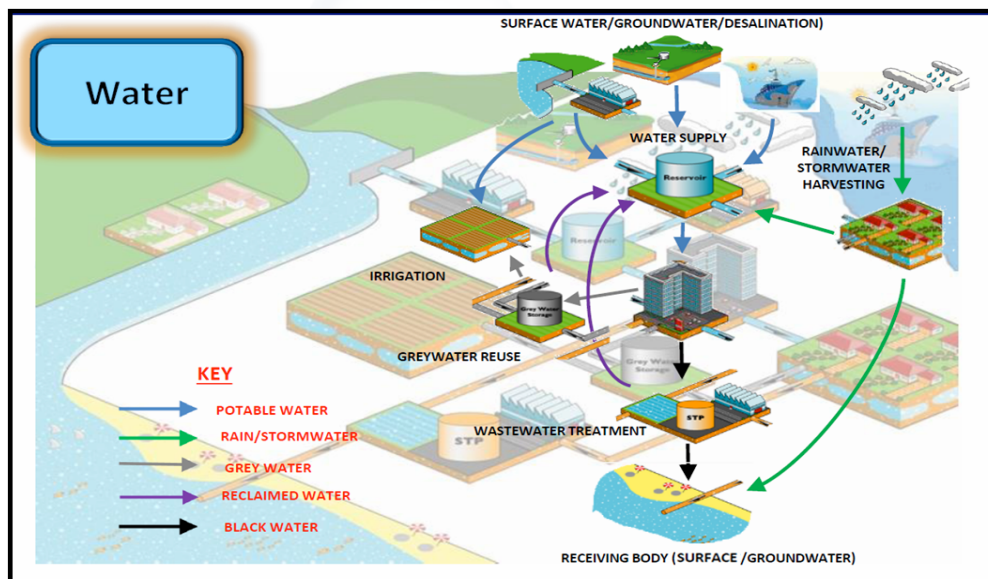 SURFACE WATER/GROUNDWATER/DESALINATION)
Water
WATER SUPPLY
RAINWATER/
STORMWATER
HARVESTING
Reservoir
Reservoir
IRRIGATION
Grey Water
Storage
GREYWATER REUSE
Grey Water
Storage
KEY
POTABLE WATER
RAIN/STORMWATER
GREY WATER
RECLAIMED WATER
BLACK WATER
WASTEWATER TREATMENT
STP
STP
RECEIVING BODY (SURFACE /GROUNDWATER)